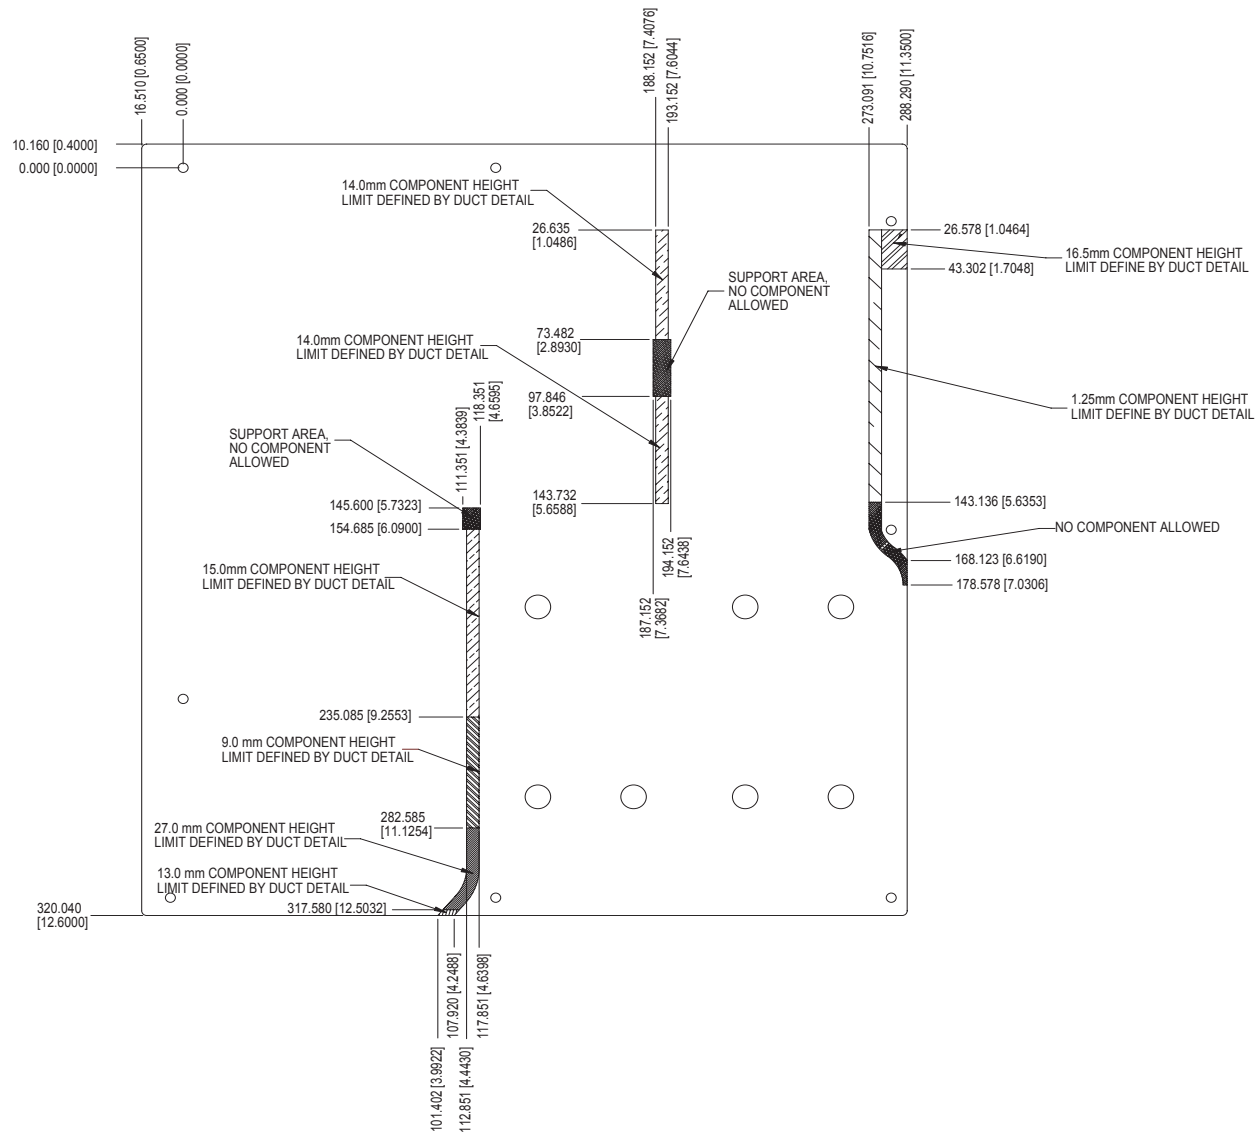 16.510 [0.6500]
0.000 [0.0000]
188.152 [7.4076]
193.152 [7.6044]
273.091 [10.7516]
288.290 [11.3500]
10.160 [0.4000]
0.000 [0.0000]
14.0mm COMPONENT HEIGHT
LIMIT DEFINED BY DUCT DETAIL
26.635
[1.0486]
26.578 [1.0464]
16.5mm COMPONENT HEIGHT
LIMIT DEFINE BY DUCT DETAIL
43.302 [1.7048]
SUPPORT AREA,
NO COMPONENT
ALLOWED
14.0mm COMPONENT HEIGHT
LIMIT DEFINED BY DUCT DETAIL
73.482
[2.8930]
97.846
[3.8522]
1.25mm COMPONENT HEIGHT
LIMIT DEFINE BY DUCT DETAIL
111.351 [4.3839]
118.351
[4.6595]
SUPPORT AREA,
NO COMPONENT
ALLOWED
145.600 [5.7323]
154.685 [6.0900]
143.732
[5.6588]
143.136 [5.6353]
NO COMPONENT ALLOWED
168.123 [6.6190]
178.578 [7.0306]
194.152
[7.6438]
187.152
[7.3682]
15.0mm COMPONENT HEIGHT
LIMIT DEFINED BY DUCT DETAIL
235.085 [9.2553]
9.0 mm COMPONENT HEIGHT
LIMIT DEFINED BY DUCT DETAIL
282.585
[11.1254]
27.0 mm COMPONENT HEIGHT
LIMIT DEFINED BY DUCT DETAIL
13.0 mm COMPONENT HEIGHT
LIMIT DEFINED BY DUCT DETAIL
317.580 [12.5032]
320.040
[12.6000]
101.402 [3.9922]
107.920 [4.2488]
112.851 [4.4430]
117.851 [4.6398]